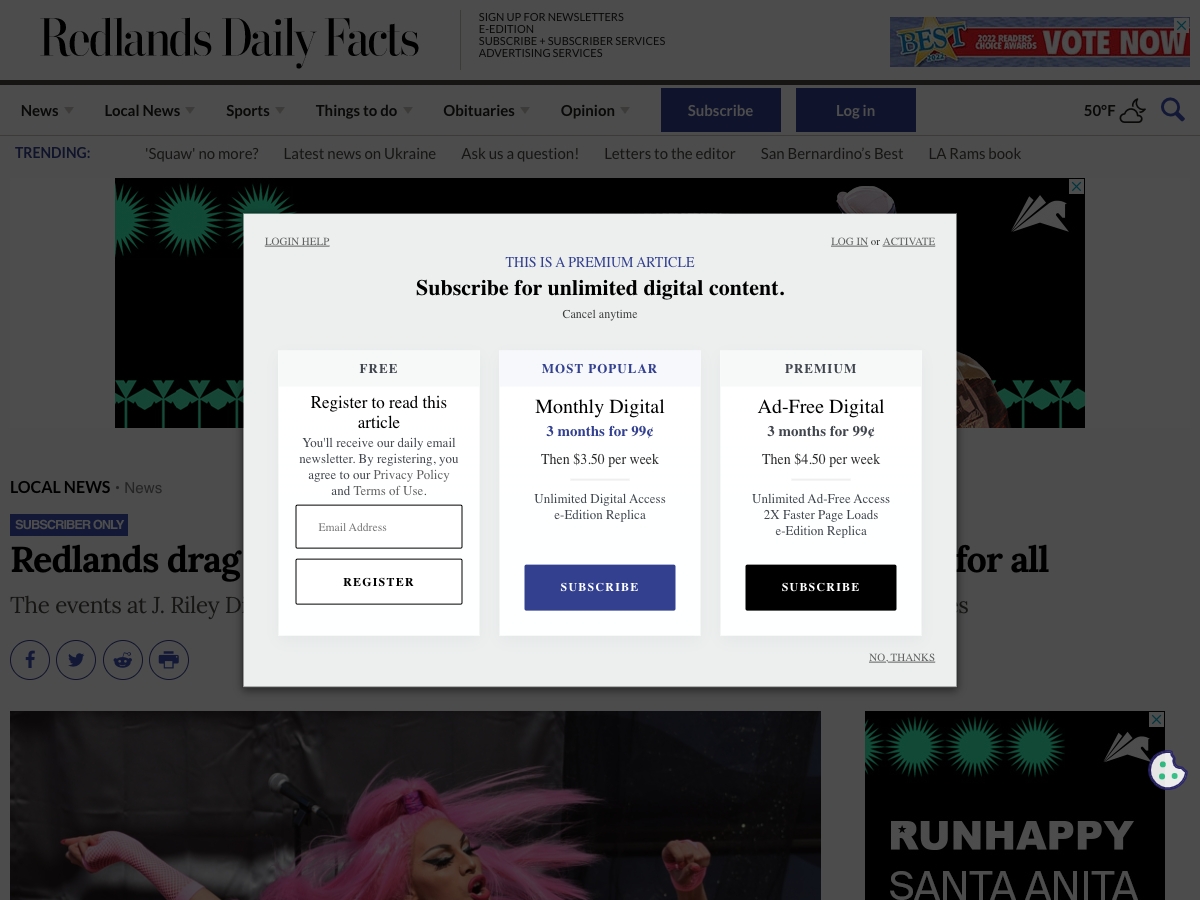 Redlands Daily Facts
SIGN UP FOR NEWSLETTERS
E-EDITION
SUBSCRIBE + SUBSCRIBER SERVICES
ADVERTISING SERVICES
BEST
2022
2022 READERS'
CHOICE AWARDS
VOTE NOW
News
Local News
Sports
Things to do
Obituaries
Opinion
Subscribe
Log in
50°F
TRENDING:
'Squaw' no more?
Latest news on Ukraine
Ask us a question!
Letters to the editor
San Bernardino's Best
LA Rams book
LOGIN HELP
LOG IN or ACTIVATE
THIS IS A PREMIUM ARTICLE
Subscribe for unlimited digital content.
Cancel anytime
FREE
Register to read this
article
You'll receive our daily email
newsletter. By registering, you
agree to our Privacy Policy
and Terms of Use.
Email Address
REGISTER
MOST POPULAR
Monthly Digital
3 months for 99¢
Then $3.50 per week
Unlimited Digital Access
e-Edition Replica
SUBSCRIBE
PREMIUM
Ad-Free Digital
3 months for 99¢
Then $4.50 per week
Unlimited Ad-Free Access
2X Faster Page Loads
e-Edition Replica
SUBSCRIBE
NO, THANKS
LOCAL NEWS • News
SUBSCRIBER ONLY
Redlands drag for all
The events at J. Riley
RUNHAPPY
SANTA ANITA